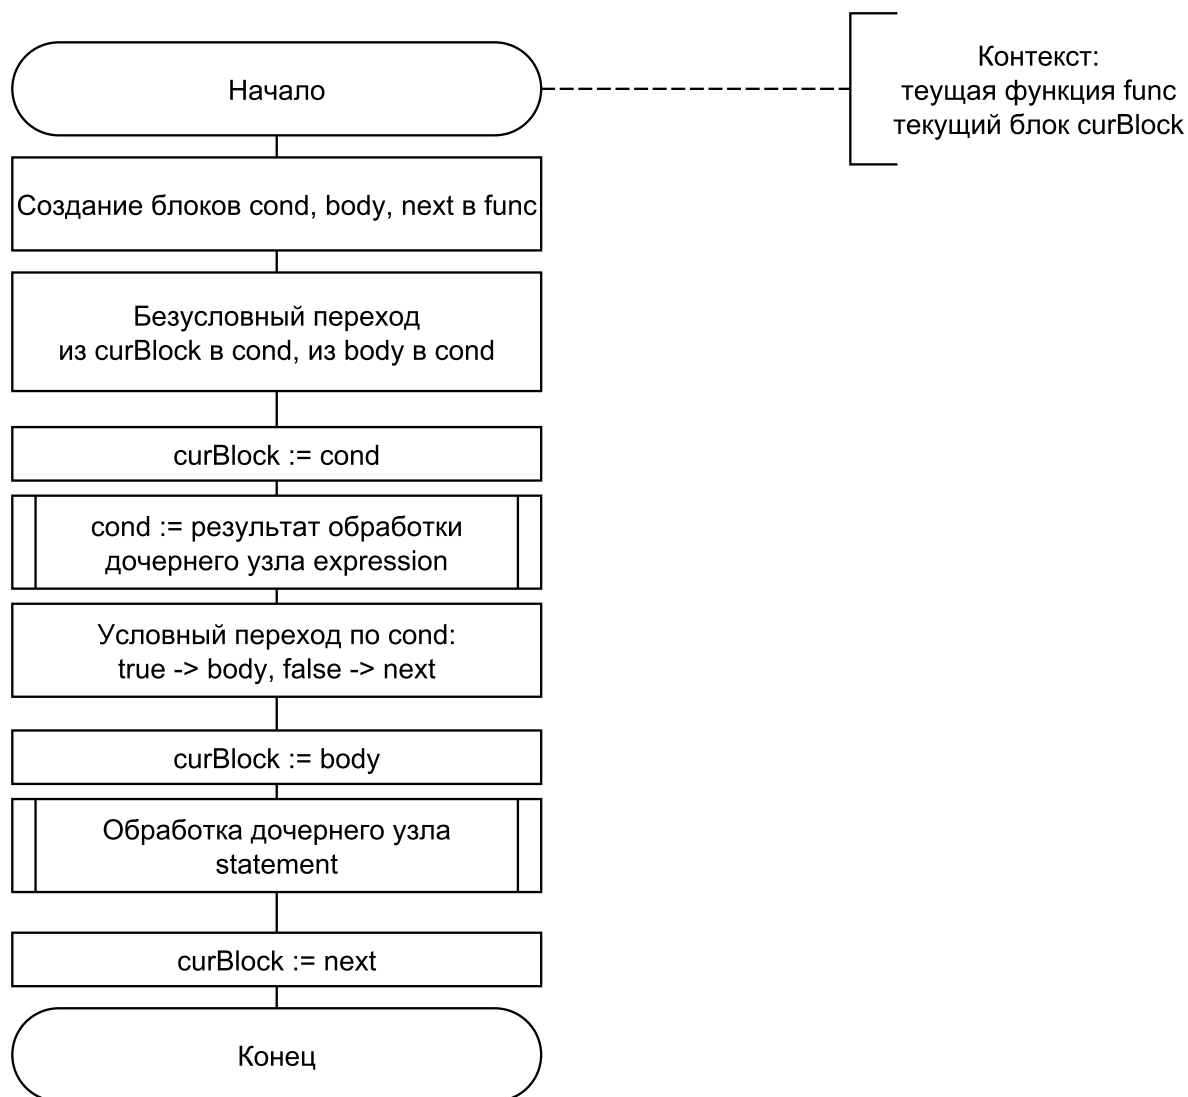 Начало
Контекст:
теущая функция func
текущий блок curBlock
Создание блоков cond, body, next в func
Безусловный переход
из curBlock в cond, из body в cond
curBlock := cond
cond := результат обработки
дочернего узла expression
Условный переход по cond:
true -> body, false -> next
curBlock := body
Обработка дочернего узла
statement
curBlock := next
Конец